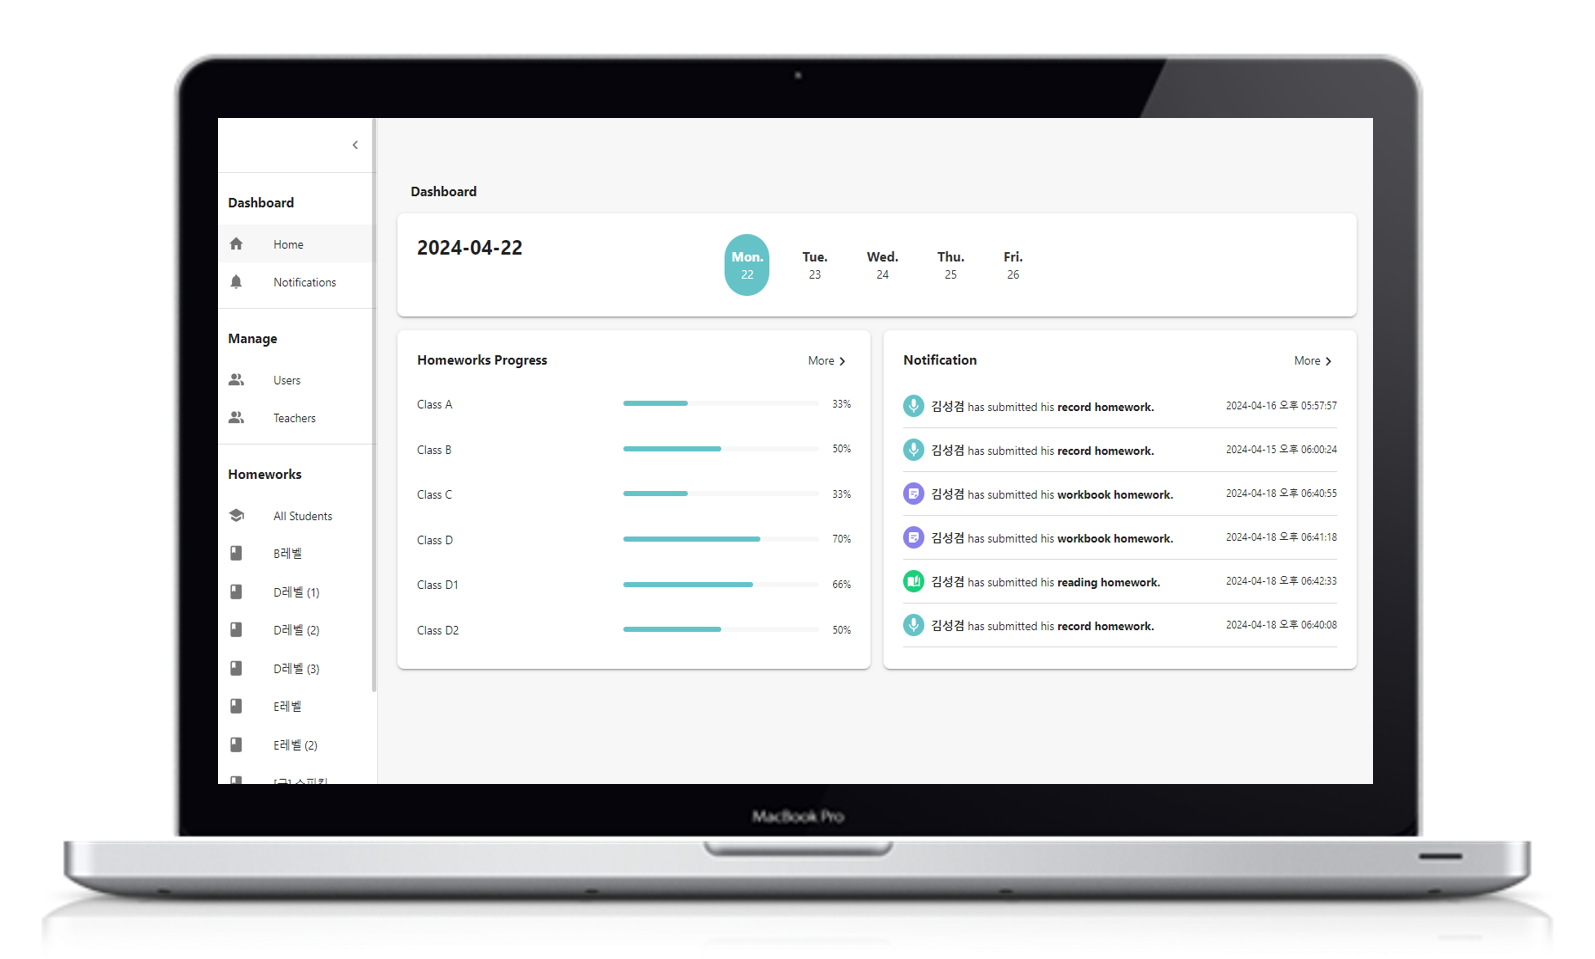 Dashboard
Home
Notifications
Manage
Users
Teachers
Homeworks
All Students
B레벨
D레벨 (1)
D레벨 (2)
D레벨 (3)
E레벨
E레벨 (2)
Dashboard
2024-04-22
Mon. Tue. Wed. Thu. Fri.
22 23 24 25 26
Homeworks Progress More
Class A 33%
Class B 50%
Class C 33%
Class D 70%
Class D1 66%
Class D2 50%
Notification More
김성겸 has submitted his record homework. 2024-04-16 오후 05:57:57
김성겸 has submitted his record homework. 2024-04-15 오후 06:00:24
김성겸 has submitted his workbook homework. 2024-04-18 오후 06:40:55
김성겸 has submitted his workbook homework. 2024-04-18 오후 06:41:18
김성겸 has submitted his reading homework. 2024-04-18 오후 06:42:33
김성겸 has submitted his record homework. 2024-04-18 오후 06:40:08
MacBook Pro